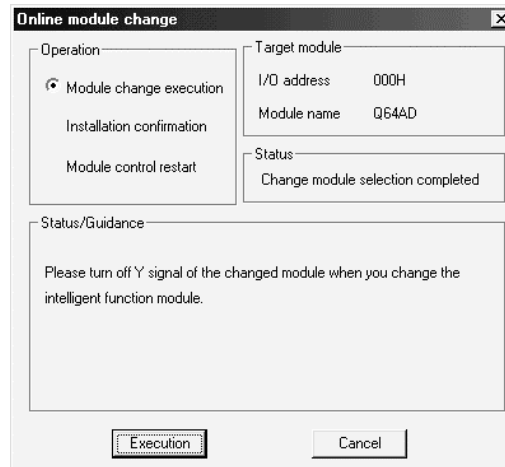 Online module change
Operation
Module change execution
Installation confirmation
Module control restart
Target module
I/O address 000H
Module name Q64AD
Status
Change module selection completed
Status/Guidance
Please turn off Y signal of the changed module when you change the
intelligent function module.
Execution
Cancel